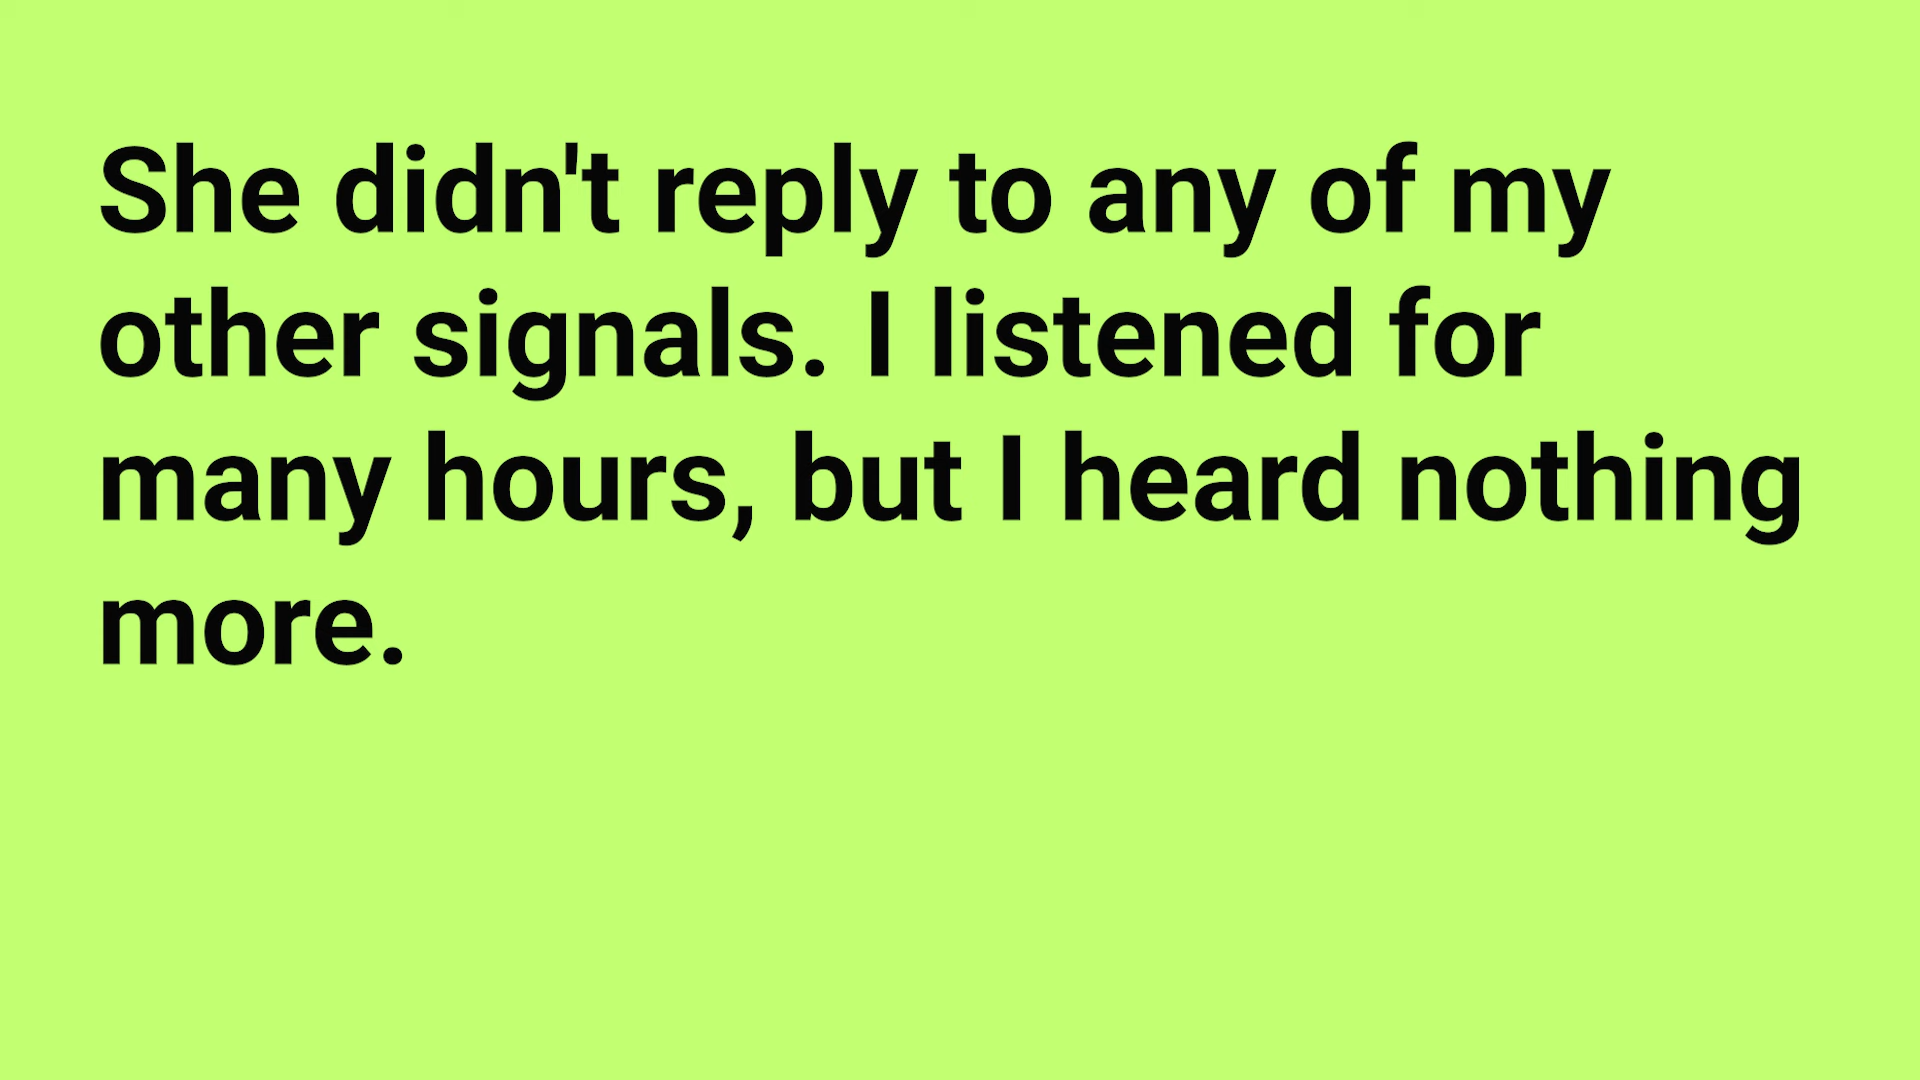 She didn't reply to any of my
other signals. I listened for
many hours, but I heard nothing
more.